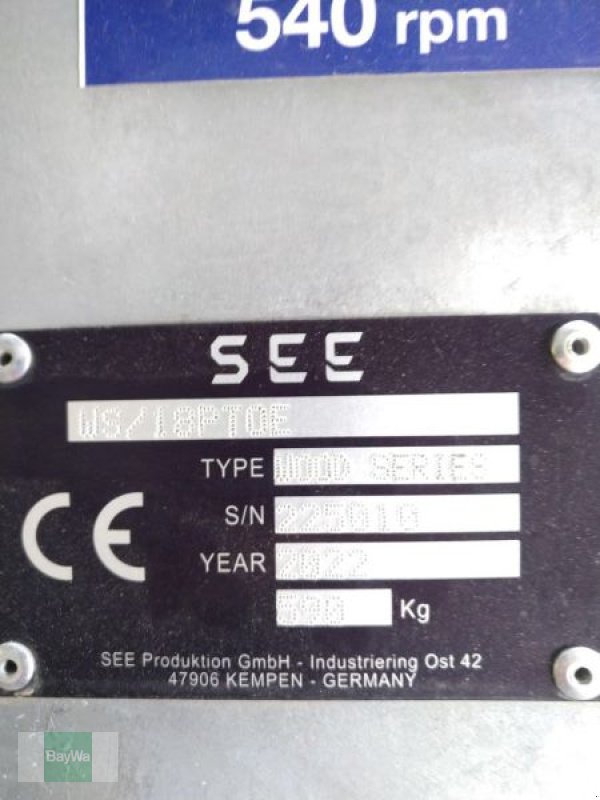 540 rpm
SEE
WS/18PTOE
TYPE WOOD SERIES
S/N 225010
YEAR 2022
Kg
CE
SEE Produktion GmbH - Industriering Ost 42
47906 KEMPEN - GERMANY
BayWa